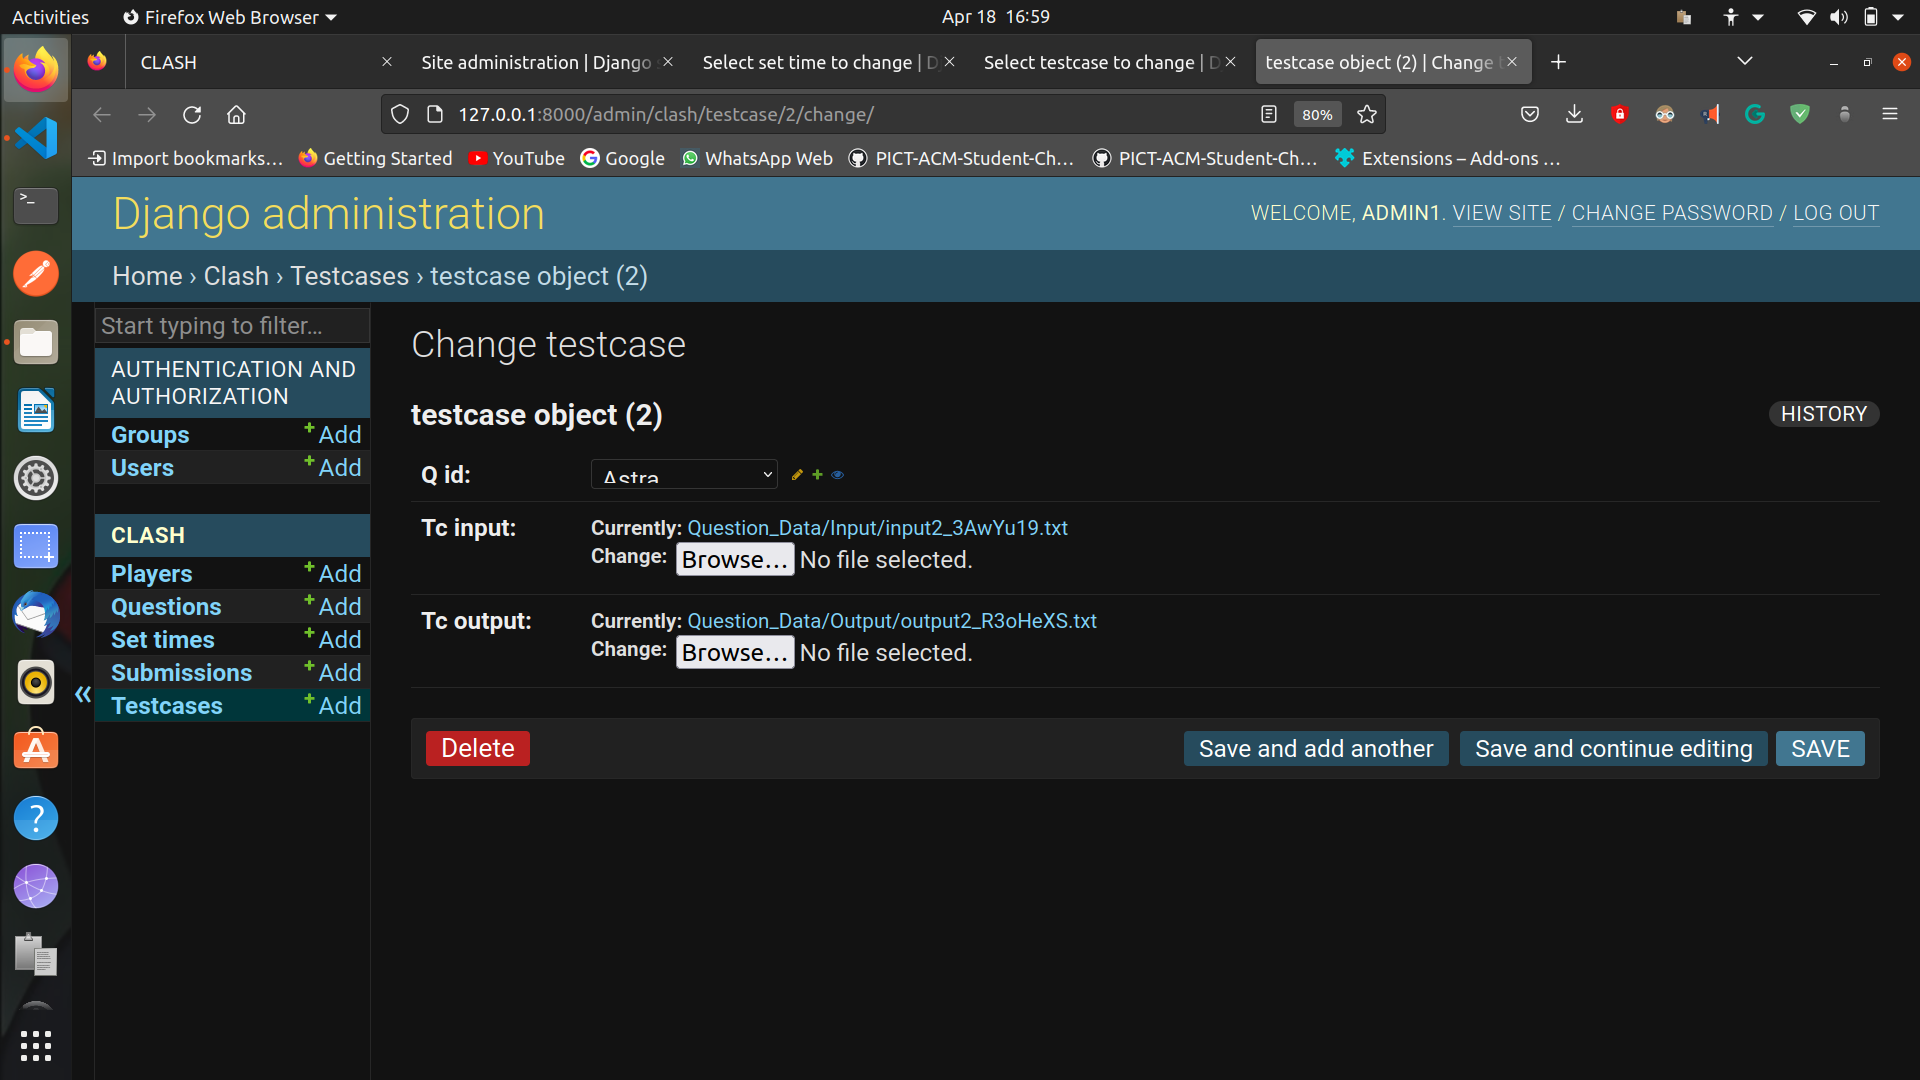 Activities Firefox Web Browser Apr 18 16:59
CLASH Site administration | Django Select set time to change | D Select testcase to change | D testcase object (2) | Change
127.0.0.1:8000/admin/clash/testcase/2/change/ 80%
Import bookmarks... Getting Started YouTube Google WhatsApp Web PICT-ACM-Student-Ch... PICT-ACM-Student-Ch... Extensions – Add-ons ...
Django administration
WELCOME, ADMIN1. VIEW SITE / CHANGE PASSWORD / LOG OUT
Home › Clash › Testcases › testcase object (2)
Start typing to filter...
AUTHENTICATION AND
AUTHORIZATION
Groups + Add
Users + Add
CLASH
Players + Add
Questions + Add
Set times + Add
Submissions + Add
Testcases + Add
«
Change testcase
testcase object (2)
HISTORY
Q id: Astra
Tc input: Currently: Question_Data/Input/input2_3AwYu19.txt
Change: Browse... No file selected.
Tc output: Currently: Question_Data/Output/output2_R3oHeXS.txt
Change: Browse... No file selected.
Delete Save and add another Save and continue editing SAVE